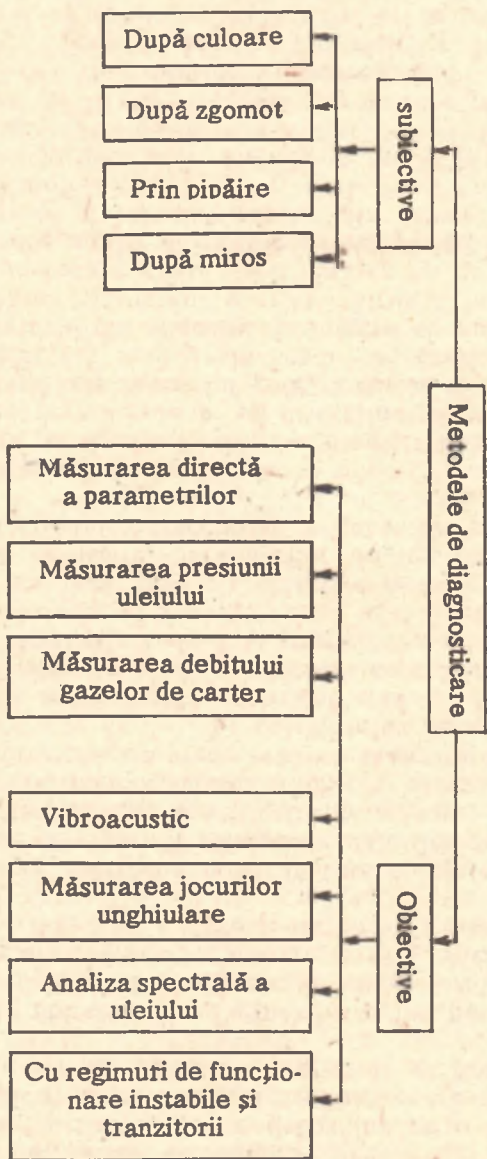 Metodele de diagnosticare
subiective
După culoare
După zgomot
Prin pipăire
După miros
Obiective
Măsurarea directă
a parametrilor
Măsurarea presiunii
uleiului
Măsurarea debitului
gazelor de carter
Vibroacustic
Măsurarea jocurilor
unghiulare
Analiza spectrală a
uleiului
Cu regimuri de funcțio-
nare instabile și
tranzitorii